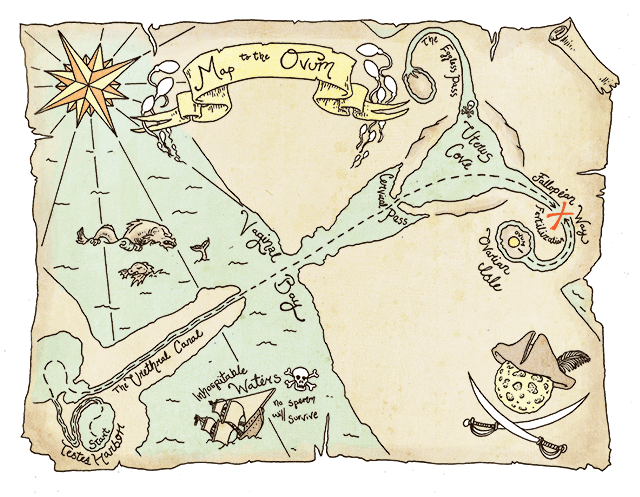 Map to the Ovum
The Eggless Pass
Uterus
Cove
Cervical Pass
Fallopian Way
Fertilization
Ovarian
Isle
Vaginal
Bay
The Urethral Canal
Inhospitable
Waters
no sperm
will
survive
Start
Testes Harbor